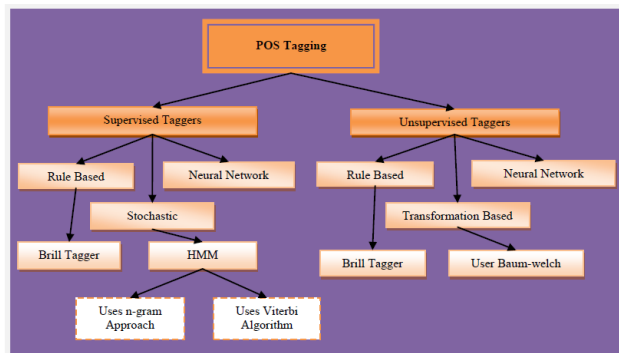 POS Tagging
Supervised Taggers
Unsupervised Taggers
Rule Based
Neural Network
Rule Based
Neural Network
Stochastic
Transformation Based
Brill Tagger
HMM
Brill Tagger
User Baum-welch
Uses n-gram
Approach
Uses Viterbi
Algorithm